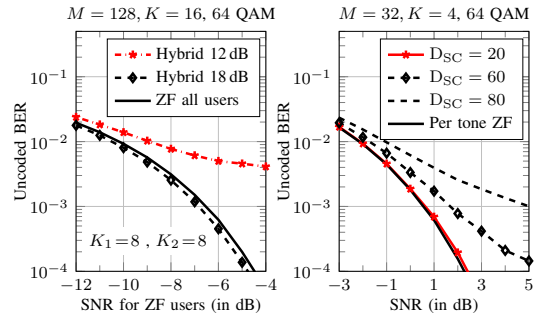 M = 128, K = 16, 64 QAM
Hybrid 12 dB
Hybrid 18 dB
ZF all users
10⁻¹
10⁻²
10⁻³
10⁻⁴
Uncoded BER
K₁=8 , K₂=8
−12 −10 −8 −6 −4
SNR for ZF users (in dB)
M = 32, K = 4, 64 QAM
D_SC = 20
D_SC = 60
D_SC = 80
Per tone ZF
10⁻¹
10⁻²
10⁻³
10⁻⁴
Uncoded BER
−3 −1 1 3 5
SNR (in dB)